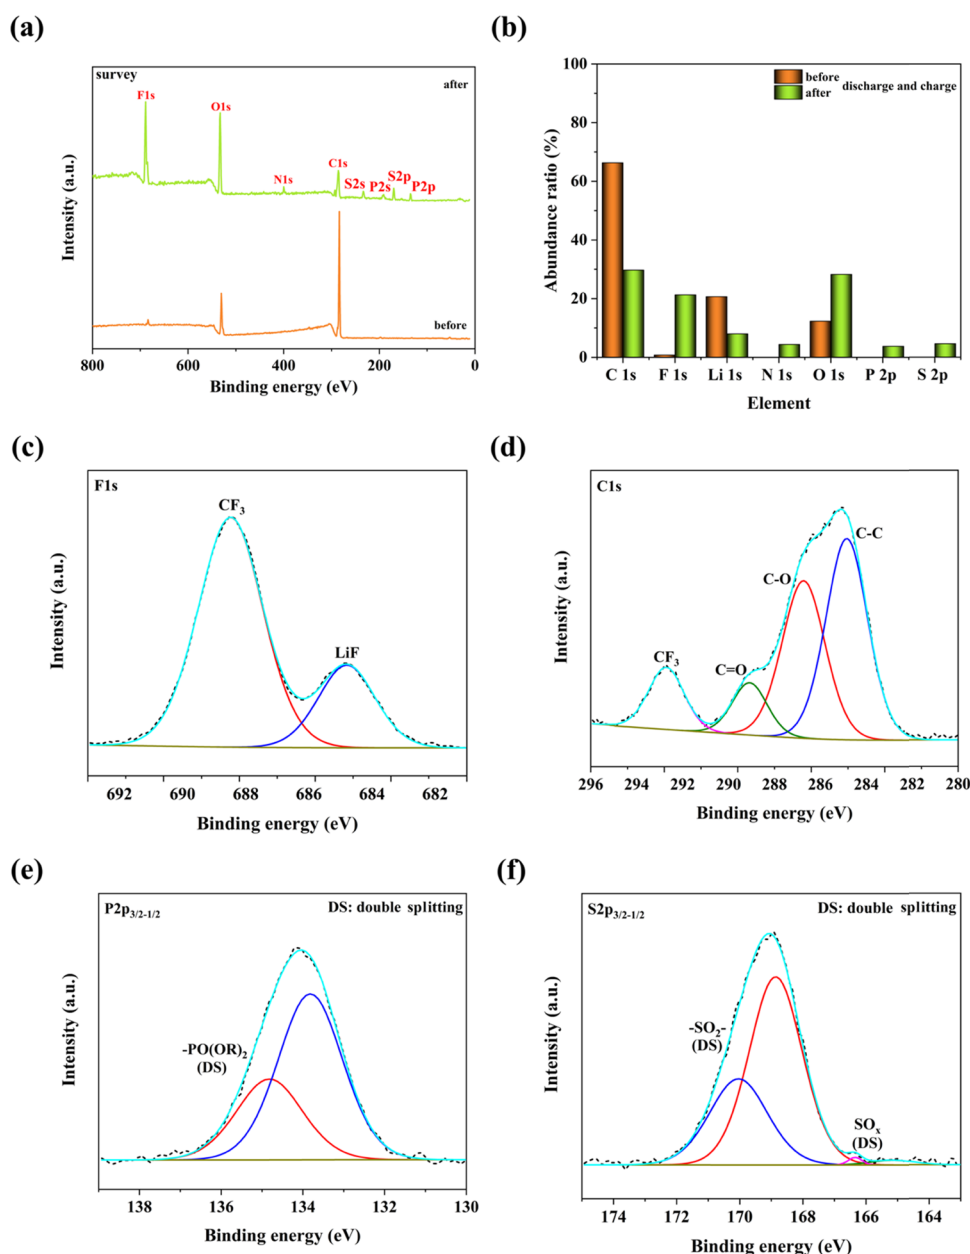 (a)
survey
after
F1s
O1s
N1s
C1s
S2s
P2s
S2p
P2p
before
Intensity (a.u.)
800 600 400 200 0
Binding energy (eV)
(b)
before
after
discharge and charge
Abundance ratio (%)
100
80
60
40
20
0
C 1s F 1s Li 1s N 1s O 1s P 2p S 2p
Element
(c)
F1s
CF₃
LiF
Intensity (a.u.)
692 690 688 686 684 682
Binding energy (eV)
(d)
C1s
C-C
C-O
C=O
CF₃
Intensity (a.u.)
296 294 292 290 288 286 284 282 280
Binding energy (eV)
(e)
P2p₃/₂₋₁/₂
DS: double splitting
-PO(OR)₂
(DS)
Intensity (a.u.)
138 136 134 132 130
Binding energy (eV)
(f)
S2p₃/₂₋₁/₂
DS: double splitting
-SO₂-
(DS)
SOₓ
(DS)
Intensity (a.u.)
174 172 170 168 166 164
Binding energy (eV)